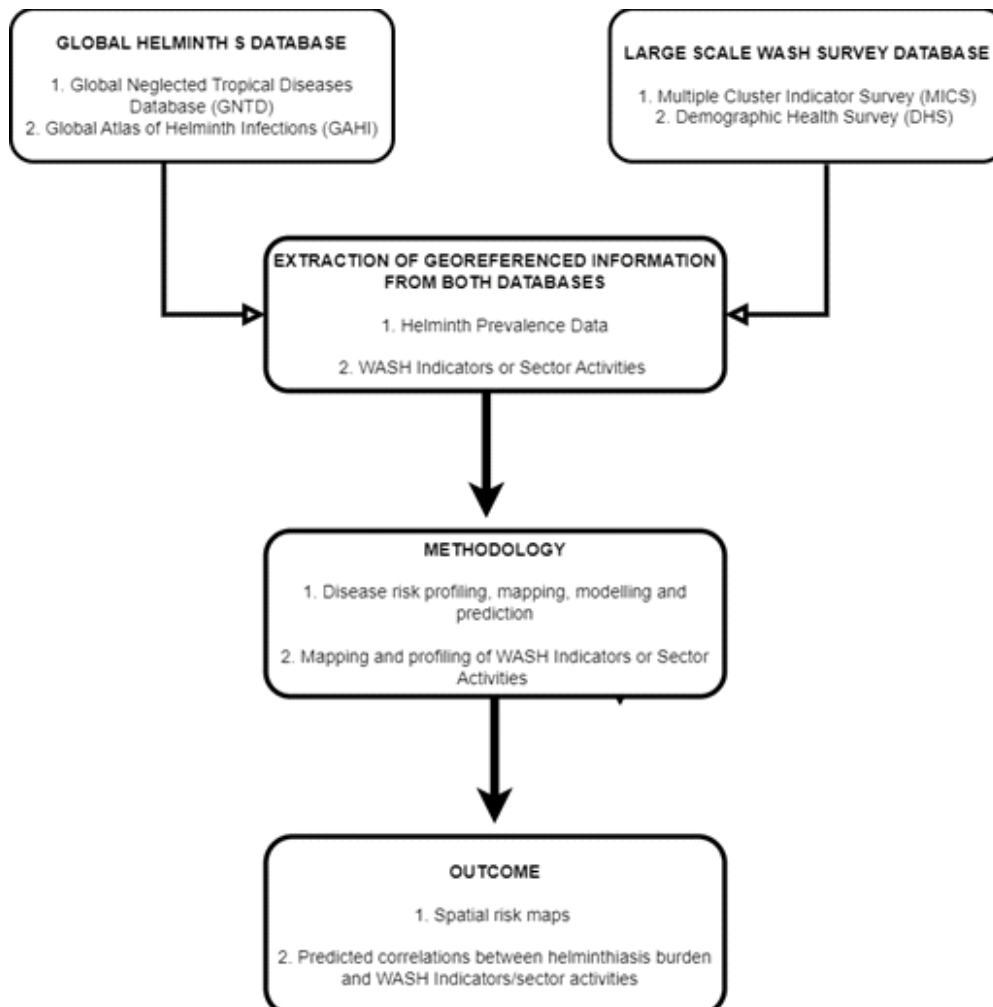 GLOBAL HELMINTH S DATABASE
1. Global Neglected Tropical Diseases
Database (GNTD)
2. Global Atlas of Helminth Infections (GAHI)
LARGE SCALE WASH SURVEY DATABASE
1. Multiple Cluster Indicator Survey (MICS)
2. Demographic Health Survey (DHS)
EXTRACTION OF GEOREFERENCED INFORMATION
FROM BOTH DATABASES
1. Helminth Prevalence Data
2. WASH Indicators or Sector Activities
METHODOLOGY
1. Disease risk profiling, mapping, modelling and
prediction
2. Mapping and profiling of WASH Indicators or Sector
Activities
OUTCOME
1. Spatial risk maps
2. Predicted correlations between helminthiasis burden
and WASH Indicators/sector activities